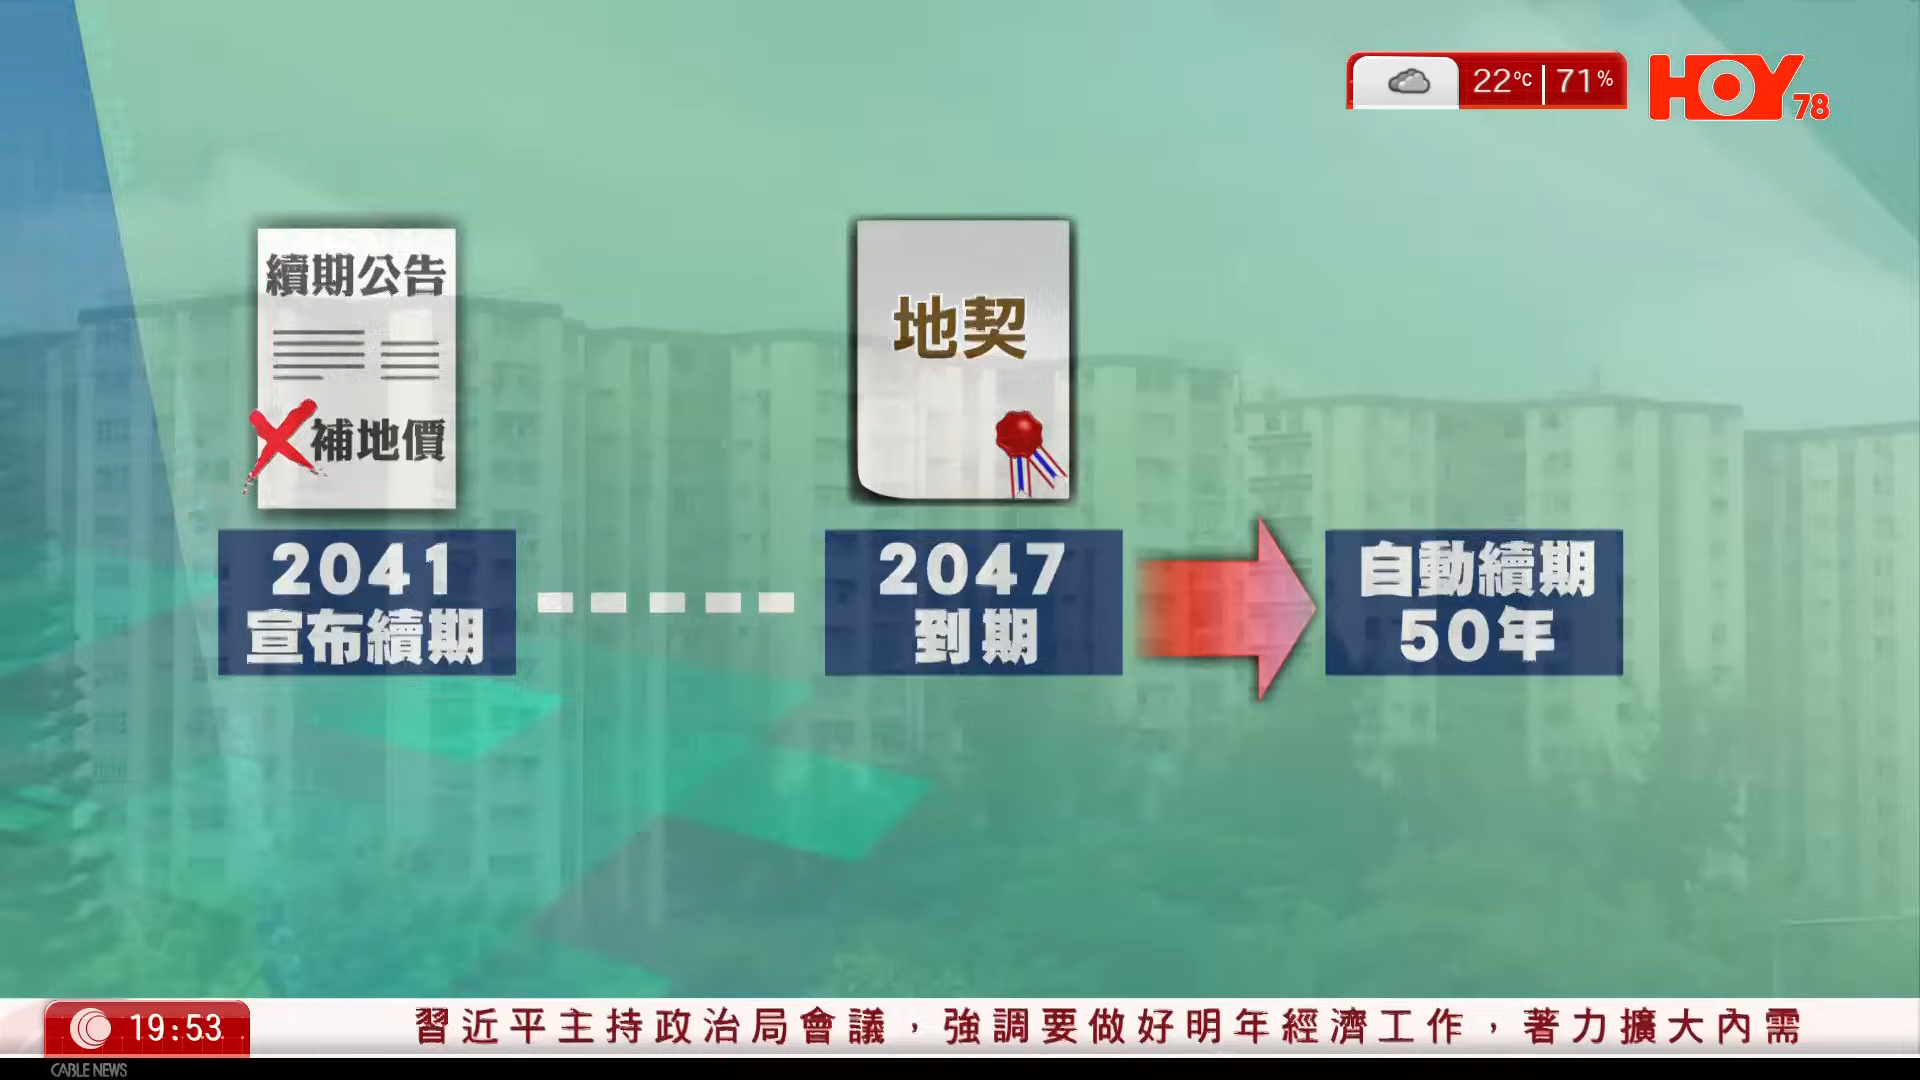 22°C 71%
HOY 78
續期公告
補地價
地契
2041
宣布續期
2047
到期
自動續期
50年
19:53
習近平主持政治局會議，強調要做好明年經濟工作，著力擴大內需
CABLE NEWS